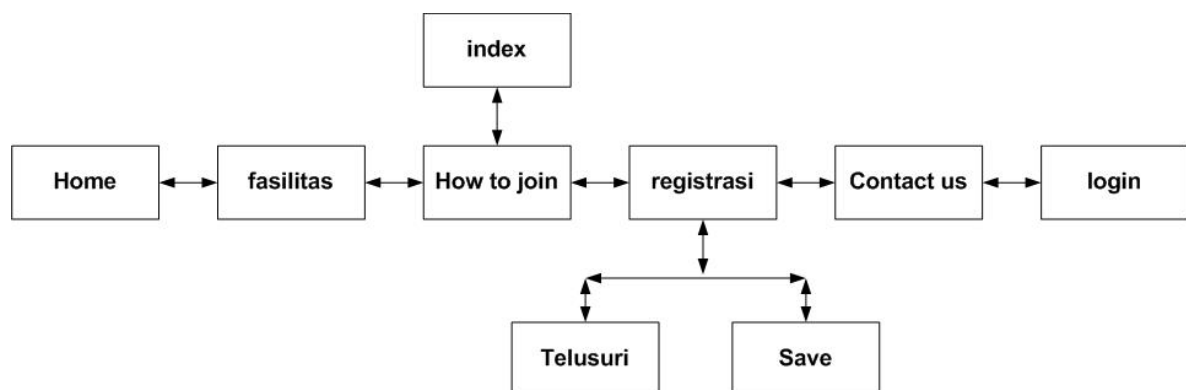 index
Home
fasilitas
How to join
registrasi
Contact us
login
Telusuri
Save